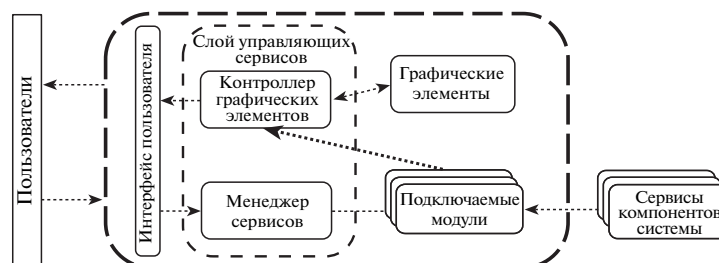 Пользователи
Интерфейс пользователя
Слой управляющих
сервисов
Контроллер
графических
элементов
Графические
элементы
Менеджер
сервисов
Подключаемые
модули
Сервисы
компонентов
системы